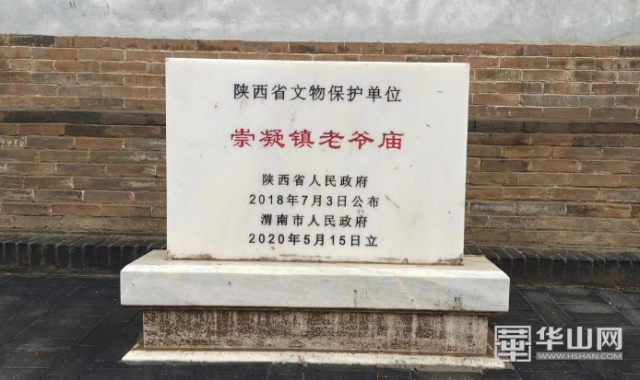 陕西省文物保护单位
崇凝镇老爷庙
陕西省人民政府
2018年7月3日公布
渭南市人民政府
2020年5月15日立
華 华山网
WWW.HSHAN.COM